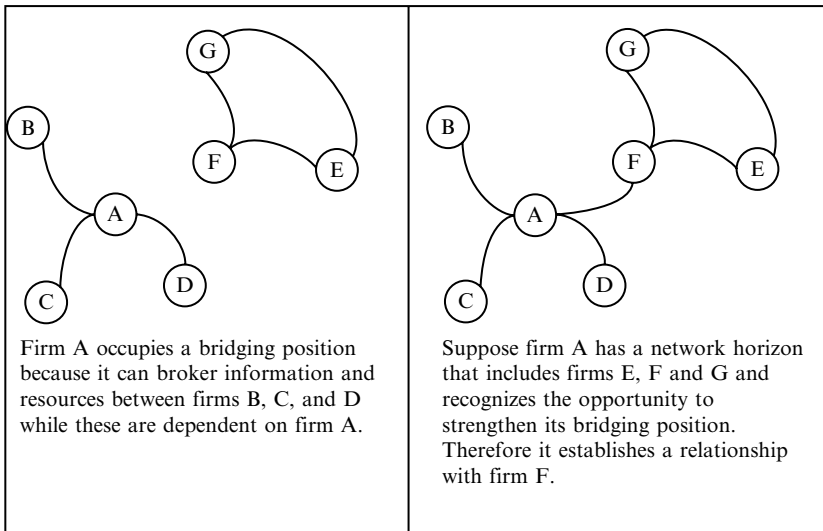 G
B
F
E
A
D
C
Firm A occupies a bridging position
because it can broker information and
resources between firms B, C, and D
while these are dependent on firm A.
G
B
F
E
A
D
C
Suppose firm A has a network horizon
that includes firms E, F and G and
recognizes the opportunity to
strengthen its bridging position.
Therefore it establishes a relationship
with firm F.